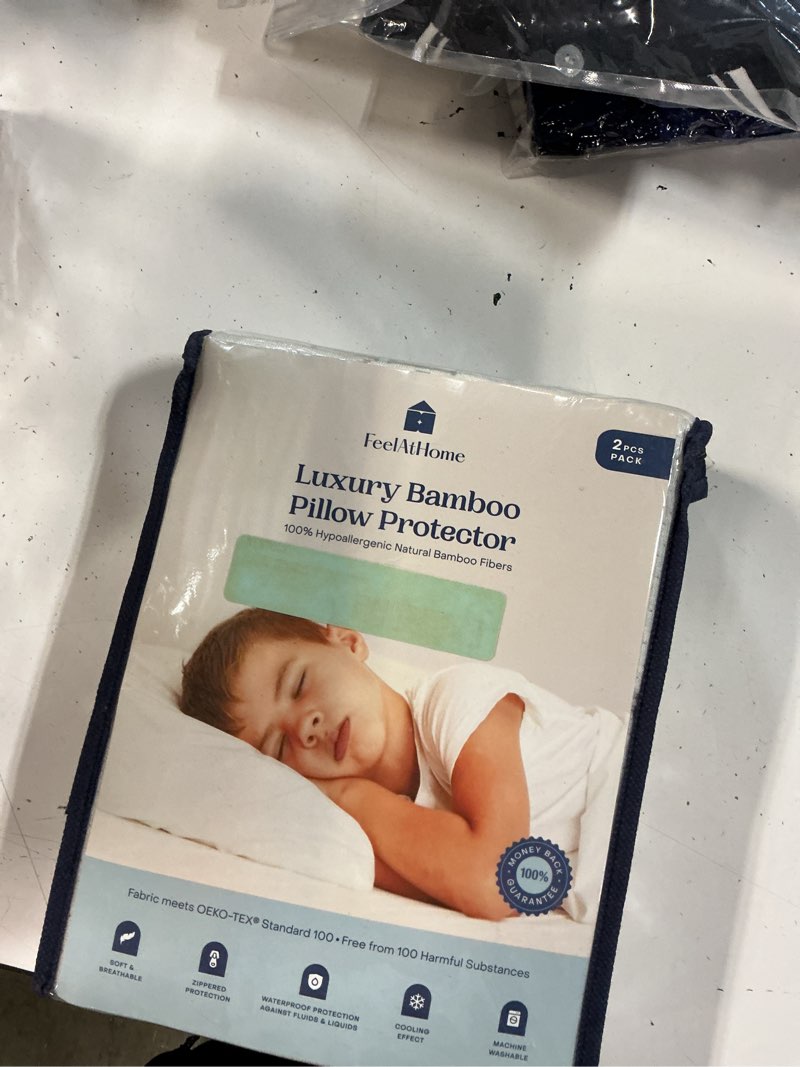 FeelAtHome
2 PCS
PACK
Luxury Bamboo
Pillow Protector
100% Hypoallergenic Natural Bamboo Fibers
MONEY BACK
100%
GUARANTEE
Fabric meets OEKO-TEX® Standard 100 • Free from 100 Harmful Substances
SOFT &
BREATHABLE
ZIPPERED
PROTECTION
WATERPROOF PROTECTION
AGAINST FLUIDS & LIQUIDS
COOLING
EFFECT
MACHINE
WASHABLE